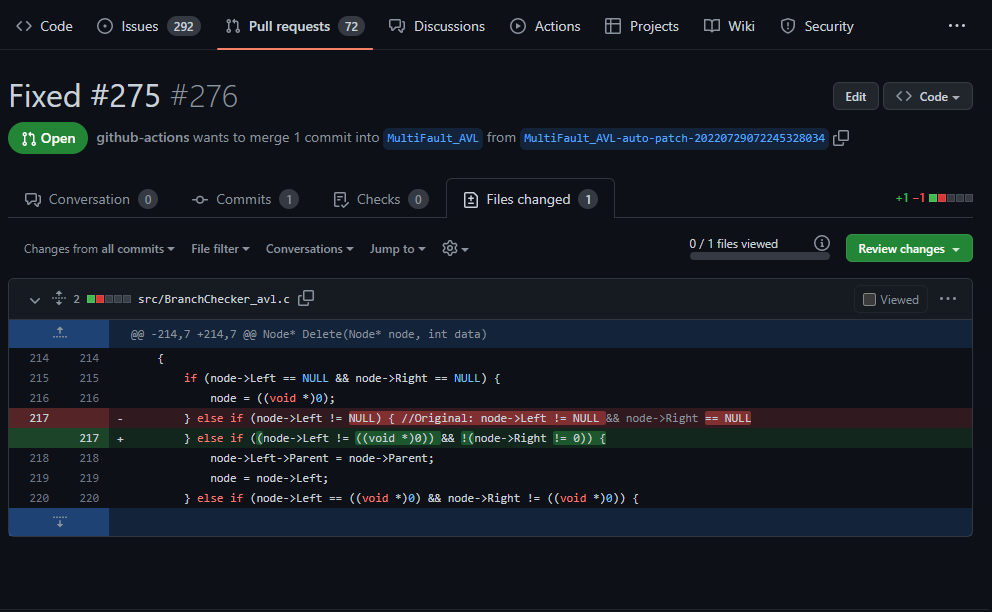 Code Issues 292 Pull requests 72 Discussions Actions Projects Wiki Security ...
Fixed #275 #276 Edit Code
Open github-actions wants to merge 1 commit into MultiFault_AVL from MultiFault_AVL-auto-patch-20220729072245328034
Conversation 0 Commits 1 Checks 0 Files changed 1 +1 −1
Changes from all commits File filter Conversations Jump to 0 / 1 files viewed Review changes
2 src/BranchChecker_avl.c Viewed ...
@@ -214,7 +214,7 @@ Node* Delete(Node* node, int data)
214 214 {
215 215 if (node->Left == NULL && node->Right == NULL) {
216 216 node = ((void *)0);
217 - } else if (node->Left != NULL) { //Original: node->Left != NULL && node->Right == NULL
217 + } else if ((node->Left != ((void *)0)) && !(node->Right != 0)) {
218 218 node->Left->Parent = node->Parent;
219 219 node = node->Left;
220 220 } else if (node->Left == ((void *)0) && node->Right != ((void *)0)) {